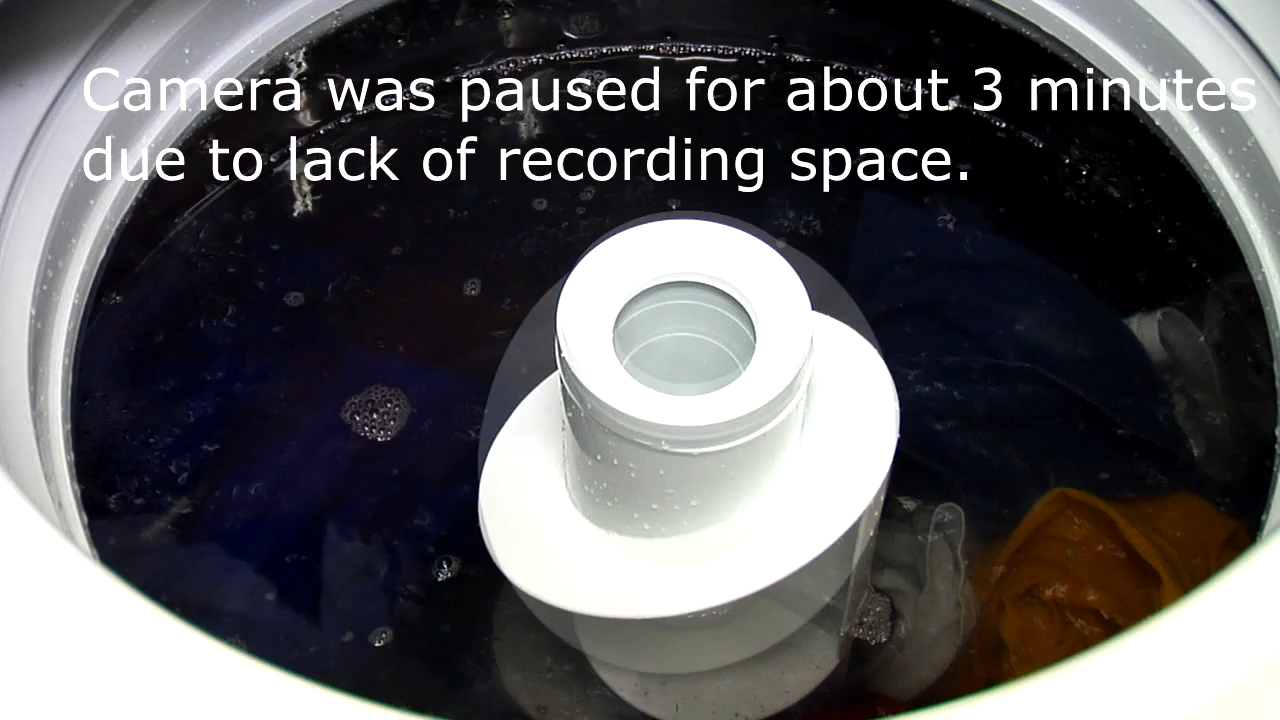 Camera was paused for about 3 minutes
due to lack of recording space.